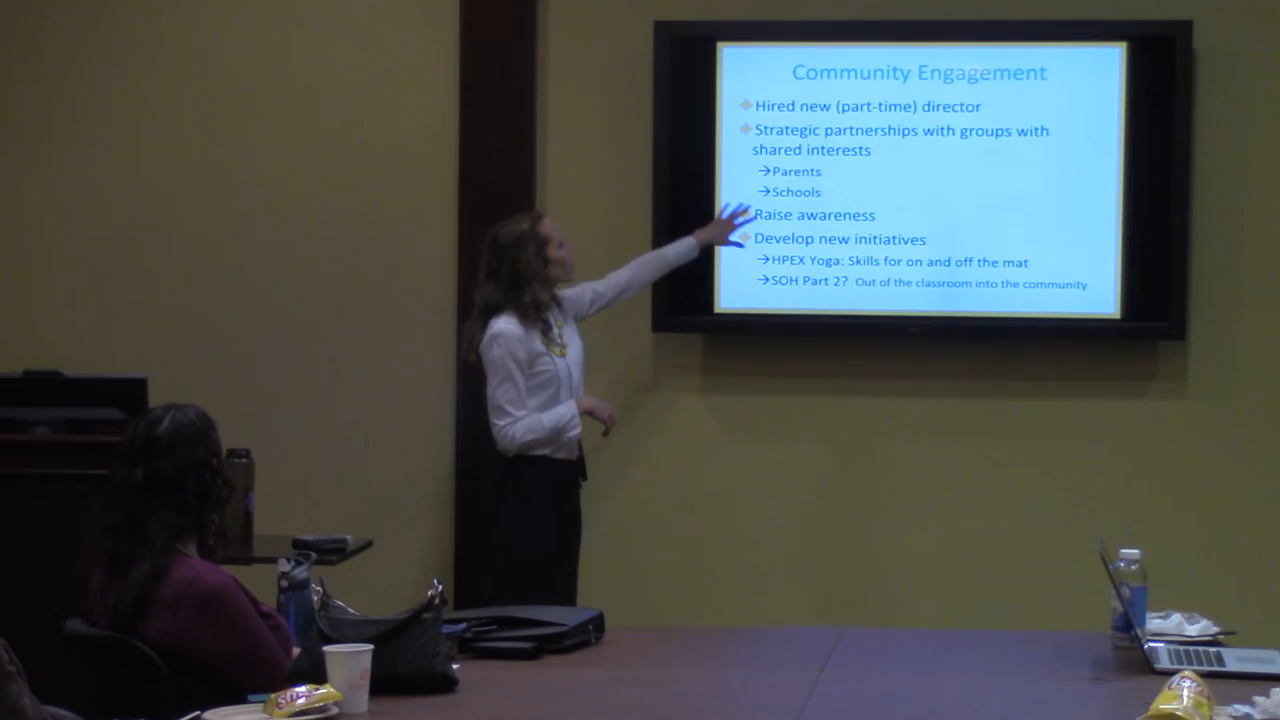 Community Engagement
Hired new (part-time) director
Strategic partnerships with groups with
shared interests
→Parents
→Schools
Raise awareness
Develop new initiatives
→HPEX Yoga: Skills for on and off the mat
→SOH Part 2? Out of the classroom into the community